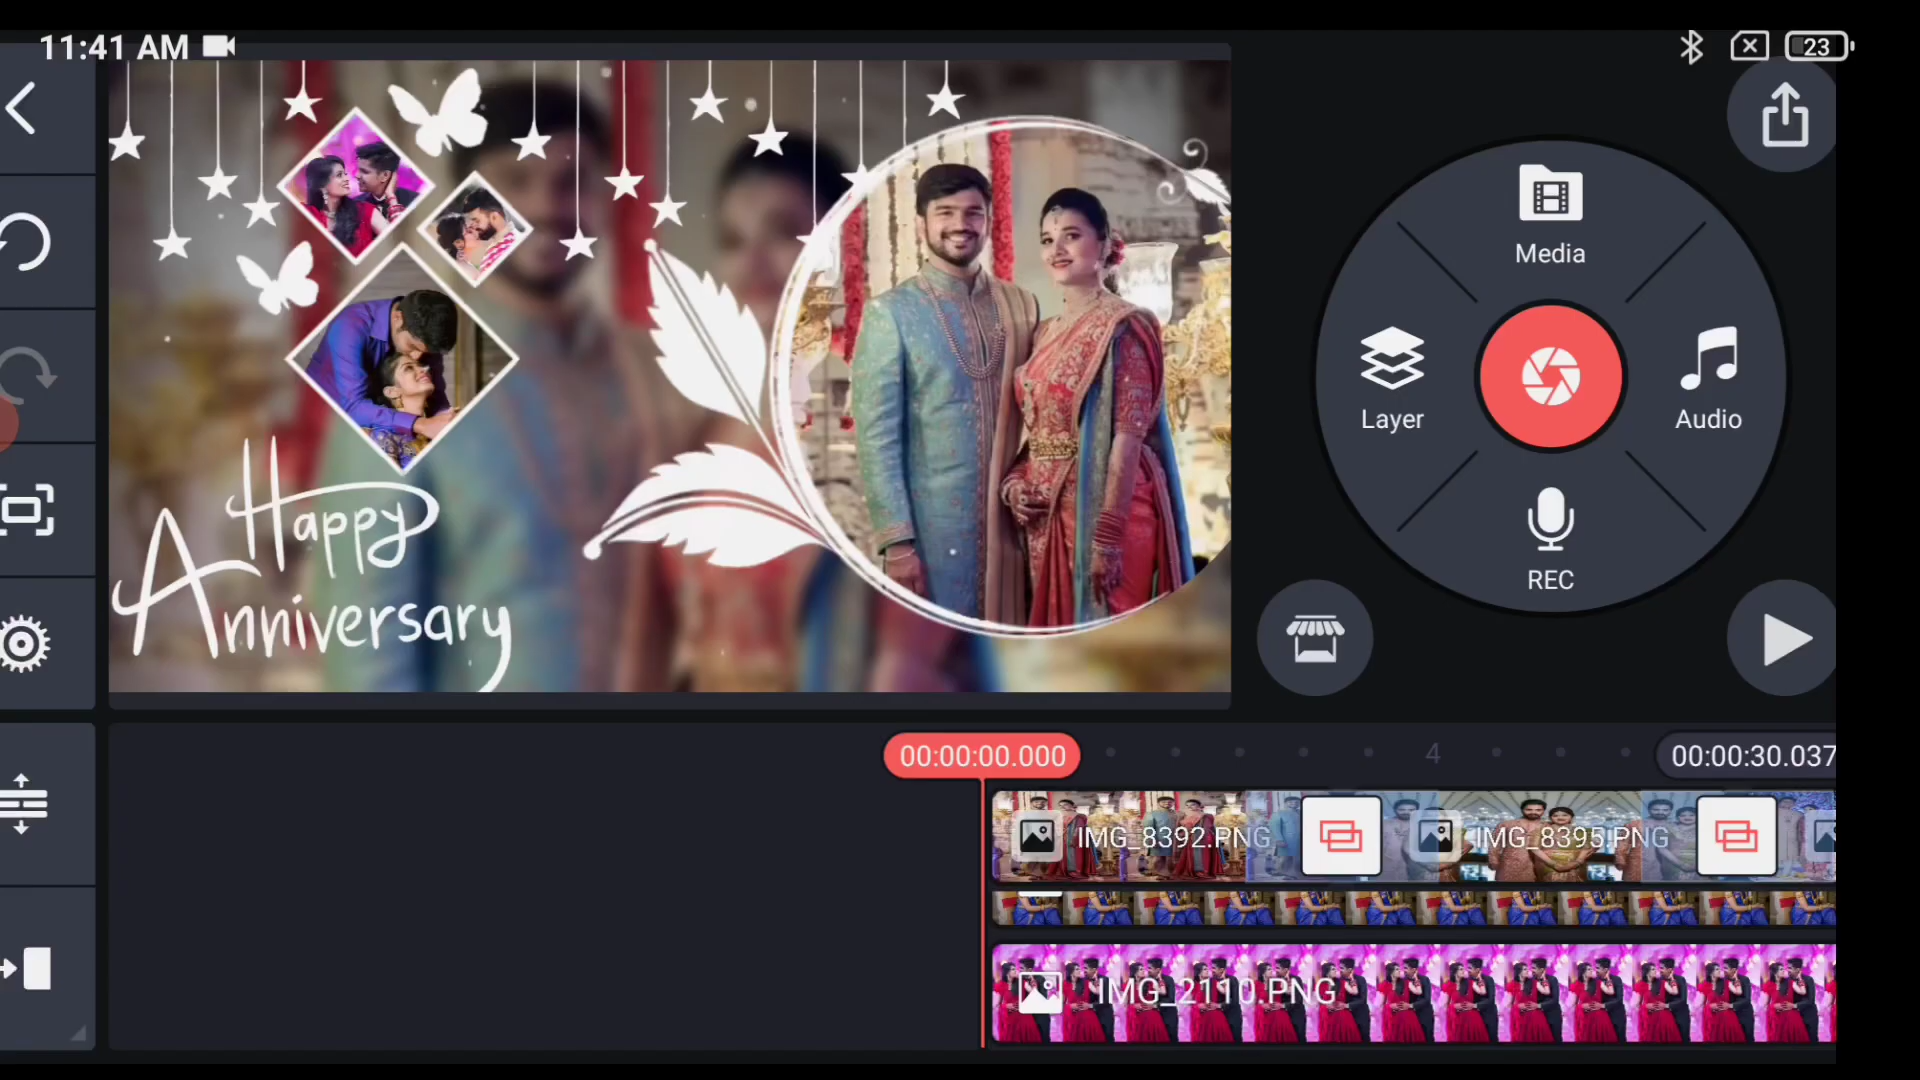 11:41 AM
23
Happy
Anniversary
Media
Layer
Audio
REC
00:00:00.000
4
00:00:30.037
IMG_8392.PNG
IMG_8395.PNG
IMG_2110.PNG